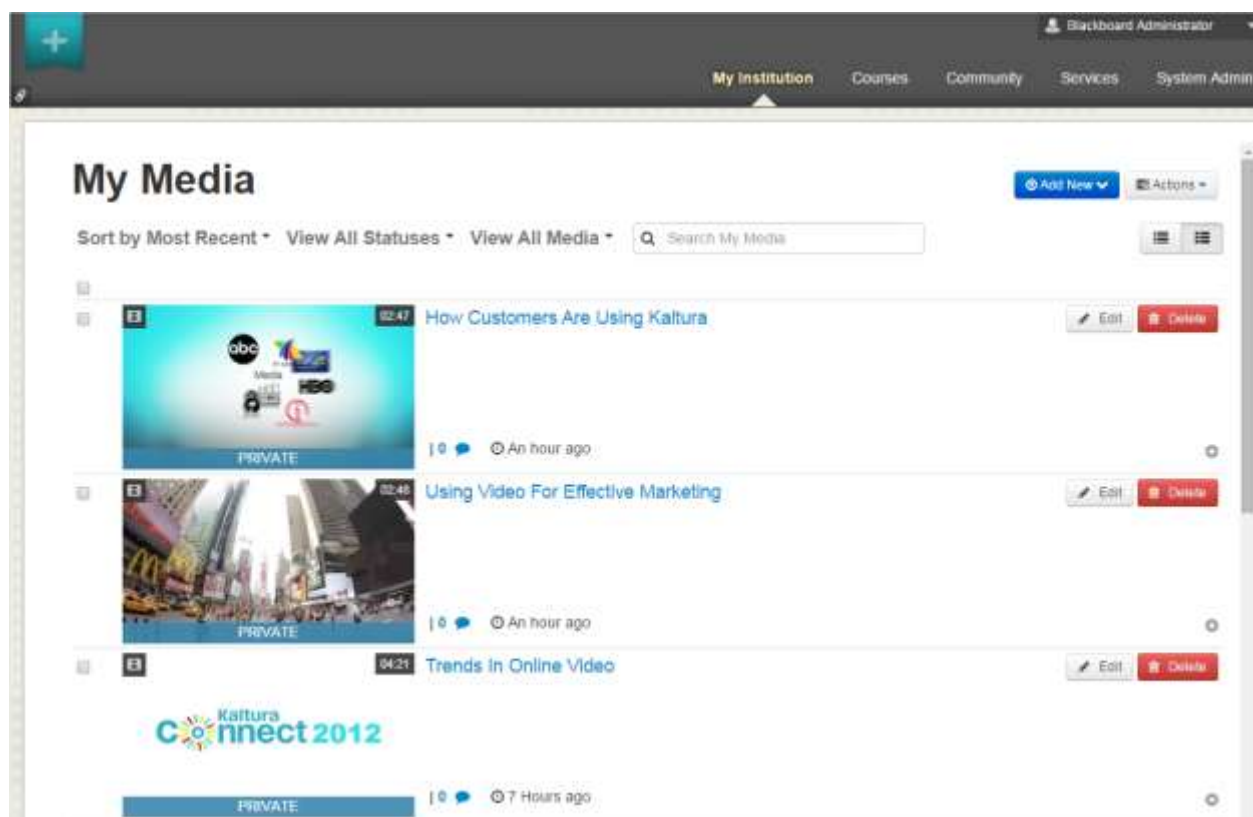 Blackboard Administrator
My Institution Courses Community Services System Admin
My Media
Add New Actions
Sort by Most Recent View All Statuses View All Media Search My Media
02:47 How Customers Are Using Kaltura Edit Delete
abc
Media
HBO
PRIVATE | 0 An hour ago
Using Video For Effective Marketing Edit Delete
PRIVATE | 0 An hour ago
04:21 Trends In Online Video Edit Delete
Kaltura
Connect 2012
PRIVATE | 0 7 Hours ago